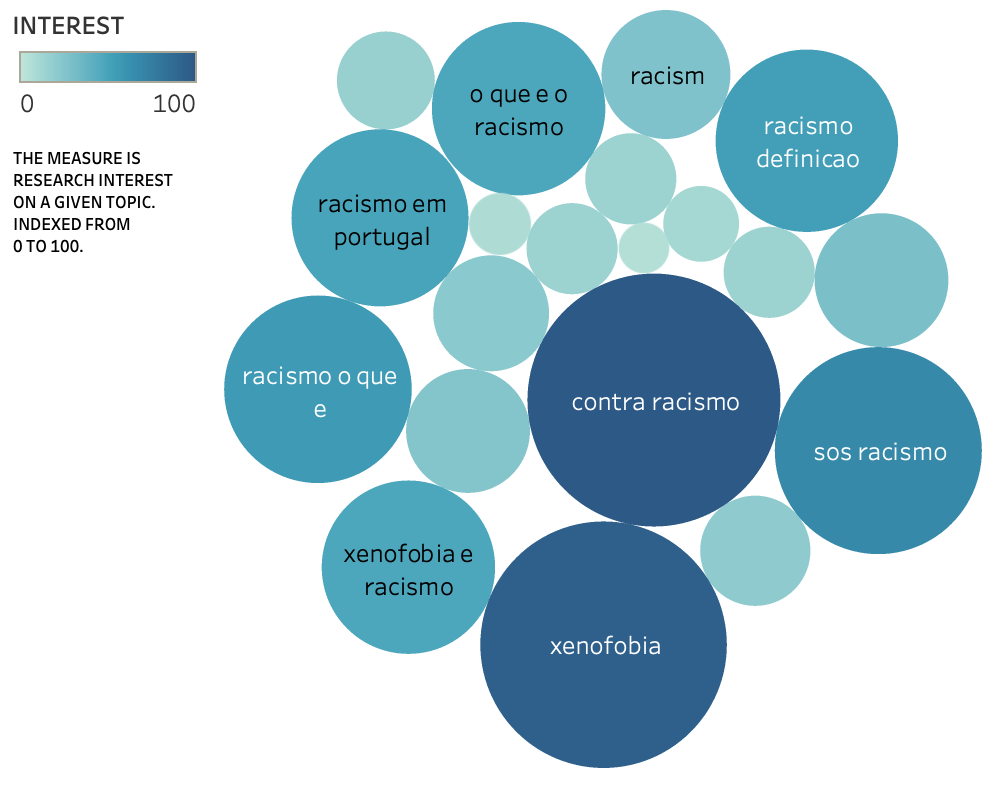 INTEREST
0 100
THE MEASURE IS
RESEARCH INTEREST
ON A GIVEN TOPIC.
INDEXED FROM
0 TO 100.
o que e o
racismo
racism
racismo
definicao
racismo em
portugal
racismo o que
e
contra racismo
sos racismo
xenofobia e
racismo
xenofobia